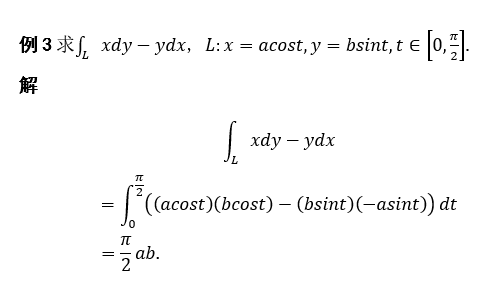 例 3 求∫_L xdy − ydx, L: x = acost, y = bsint, t ∈ [0, π/2].
解
∫_L xdy − ydx
= ∫_0^{π/2} ((acost)(bcost) − (bsint)(−asint)) dt
= π/2 ab.